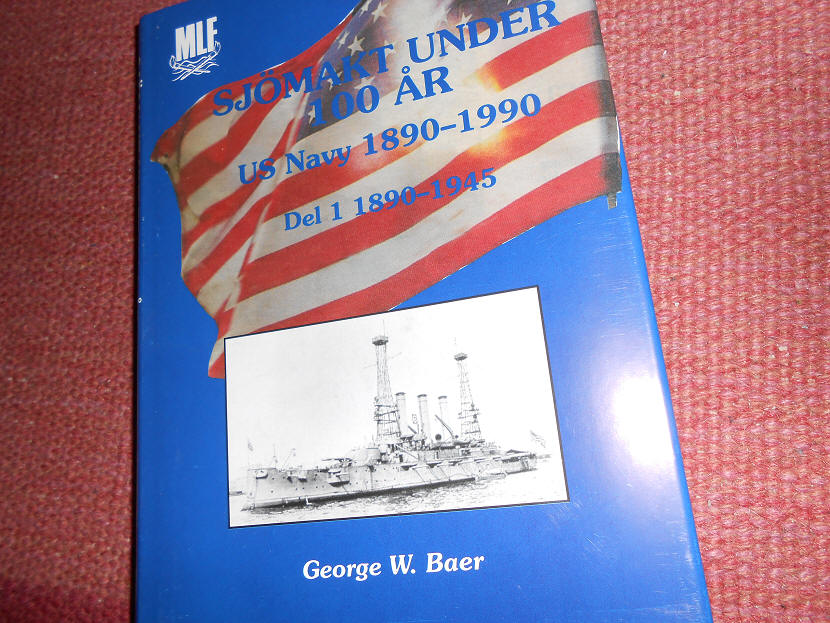 MLF
SJÖMAKT UNDER
100 ÅR
US Navy 1890–1990
Del 1 1890–1945
George W. Baer